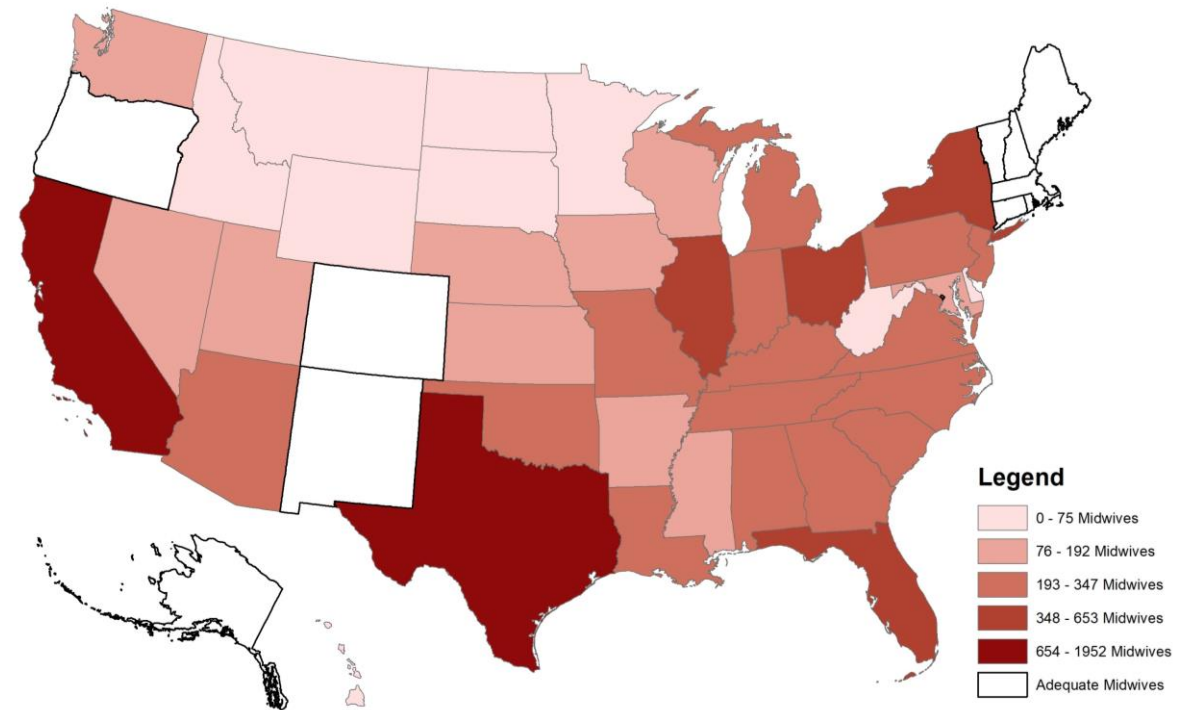 Legend
0 - 75 Midwives
76 - 192 Midwives
193 - 347 Midwives
348 - 653 Midwives
654 - 1952 Midwives
Adequate Midwives